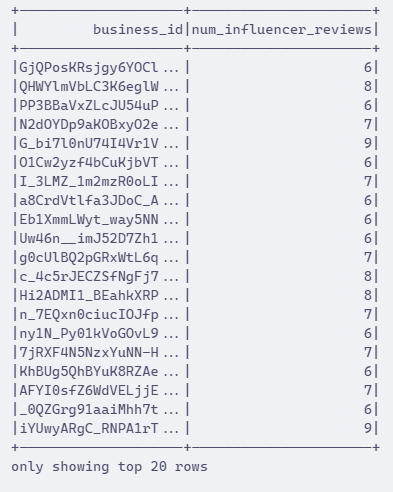 +--------------------+----------------------+
|         business_id|num_influencer_reviews|
+--------------------+----------------------+
|GjQPosKRsjgy6YOCl...|                     6|
|QHWYlmVbLC3K6eglW...|                     8|
|PP3BBaVxZLcJU54uP...|                     6|
|N2dOYDp9aKOBxyO2e...|                     7|
|G_bi7l0nU74I4Vr1V...|                     9|
|O1Cw2yzf4bCuKjbVT...|                     6|
|I_3LMZ_1m2mzR0oLI...|                     7|
|a8CrdVtlfa3JDoC_A...|                     6|
|Eb1XmmLWyt_way5NN...|                     6|
|Uw46n__imJ52D7Zh1...|                     6|
|g0cUlBQ2pGRxWtL6q...|                     7|
|c_4c5rJECZSfNgFj7...|                     8|
|Hi2ADMI1_BEahkXRP...|                     8|
|n_7EQxn0ciucIOJfp...|                     7|
|ny1N_Py01kVoGOvL9...|                     6|
|7jRXF4N5NzxYuNN-H...|                     6|
|KhBUg5QhBYuK8RZAe...|                     6|
|AFYI0sfZ6WdVELjjE...|                     7|
|_0QZGrg91aaiMhh7t...|                     6|
|iYUwyARgC_RNPA1rT...|                     9|
+--------------------+----------------------+
only showing top 20 rows